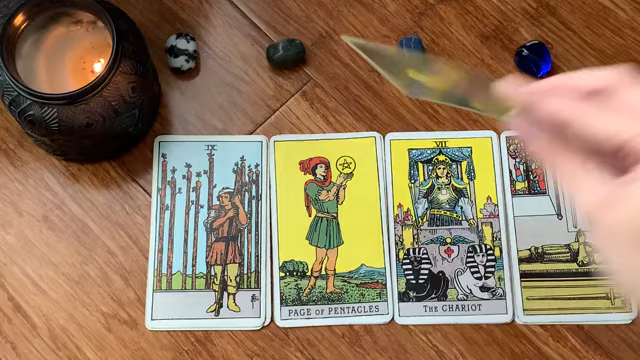 IX
PAGE OF PENTACLES
VII
THE CHARIOT